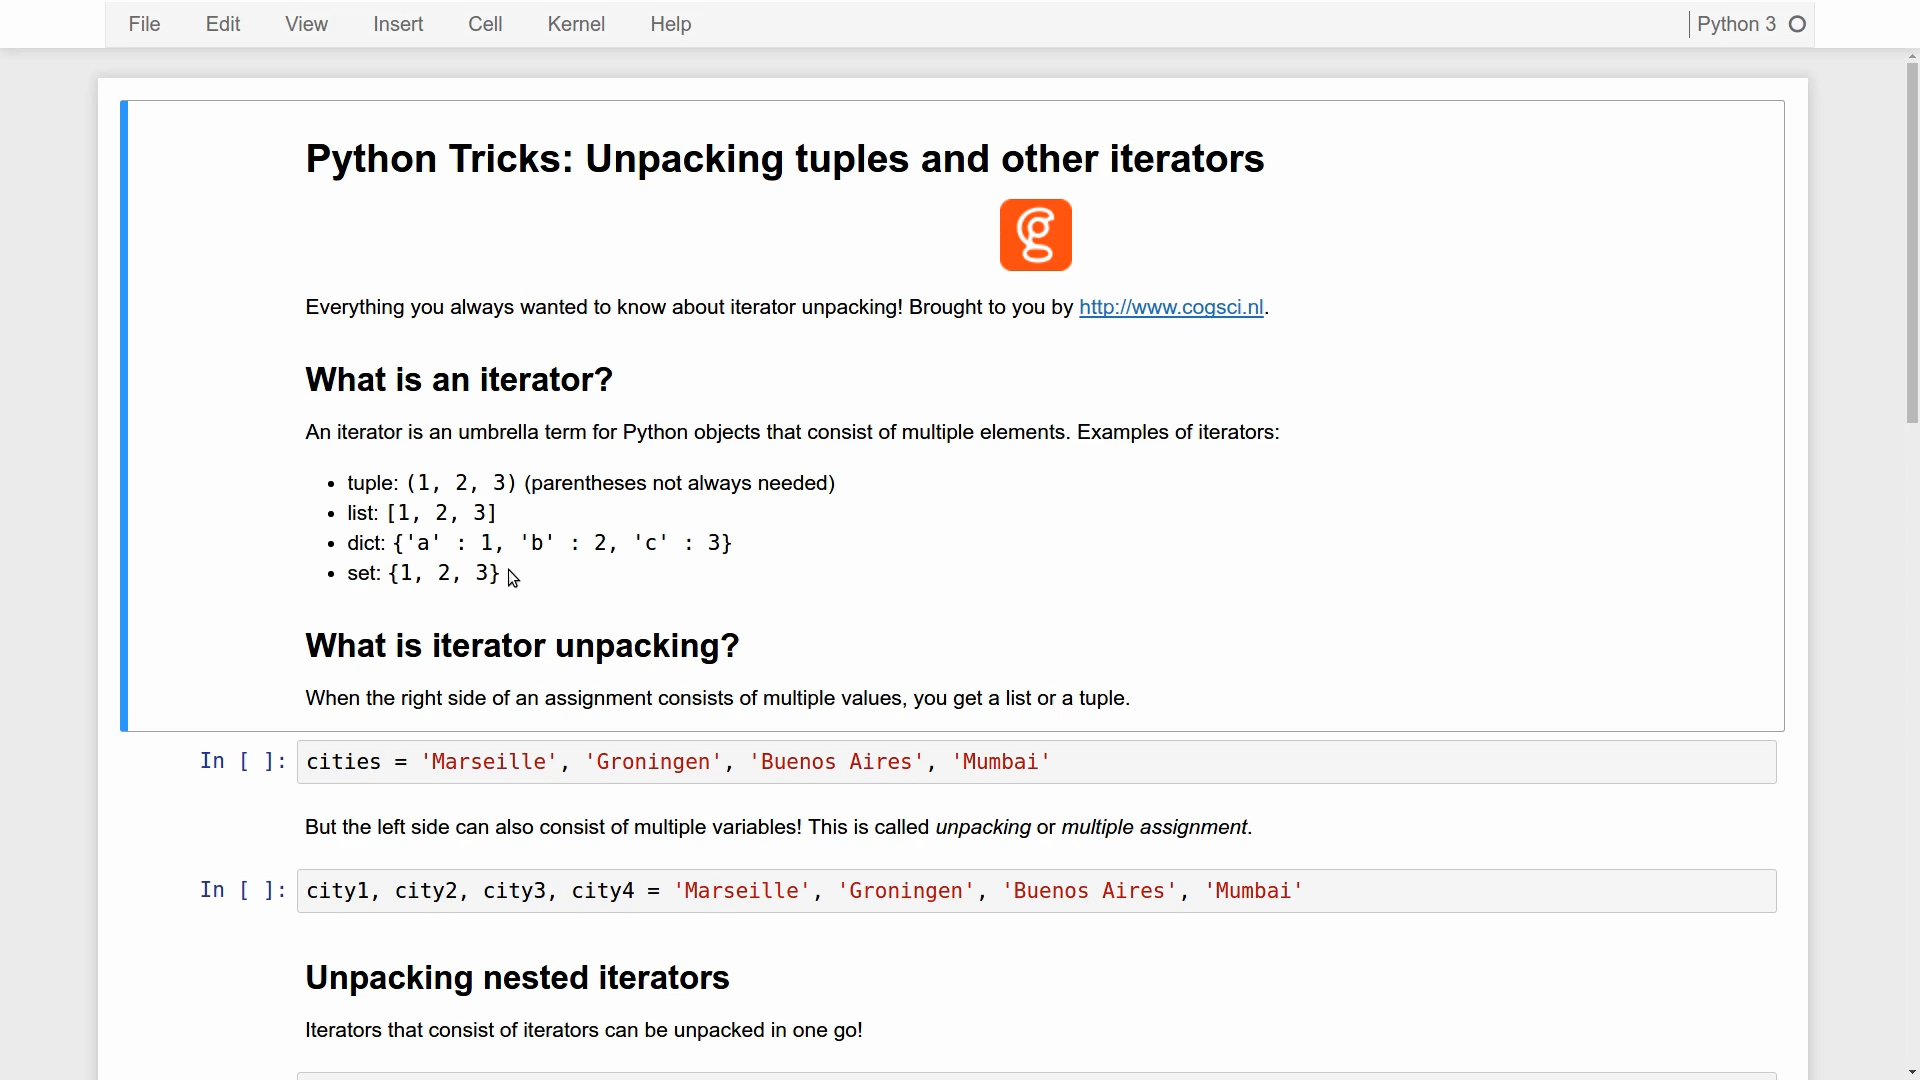 File Edit View Insert Cell Kernel Help Python 3
Python Tricks: Unpacking tuples and other iterators
Everything you always wanted to know about iterator unpacking! Brought to you by http://www.cogsci.nl.
What is an iterator?
An iterator is an umbrella term for Python objects that consist of multiple elements. Examples of iterators:
• tuple: (1, 2, 3) (parentheses not always needed)
• list: [1, 2, 3]
• dict: {'a' : 1, 'b' : 2, 'c' : 3}
• set: {1, 2, 3}
What is iterator unpacking?
When the right side of an assignment consists of multiple values, you get a list or a tuple.
In [ ]: cities = 'Marseille', 'Groningen', 'Buenos Aires', 'Mumbai'
But the left side can also consist of multiple variables! This is called unpacking or multiple assignment.
In [ ]: city1, city2, city3, city4 = 'Marseille', 'Groningen', 'Buenos Aires', 'Mumbai'
Unpacking nested iterators
Iterators that consist of iterators can be unpacked in one go!